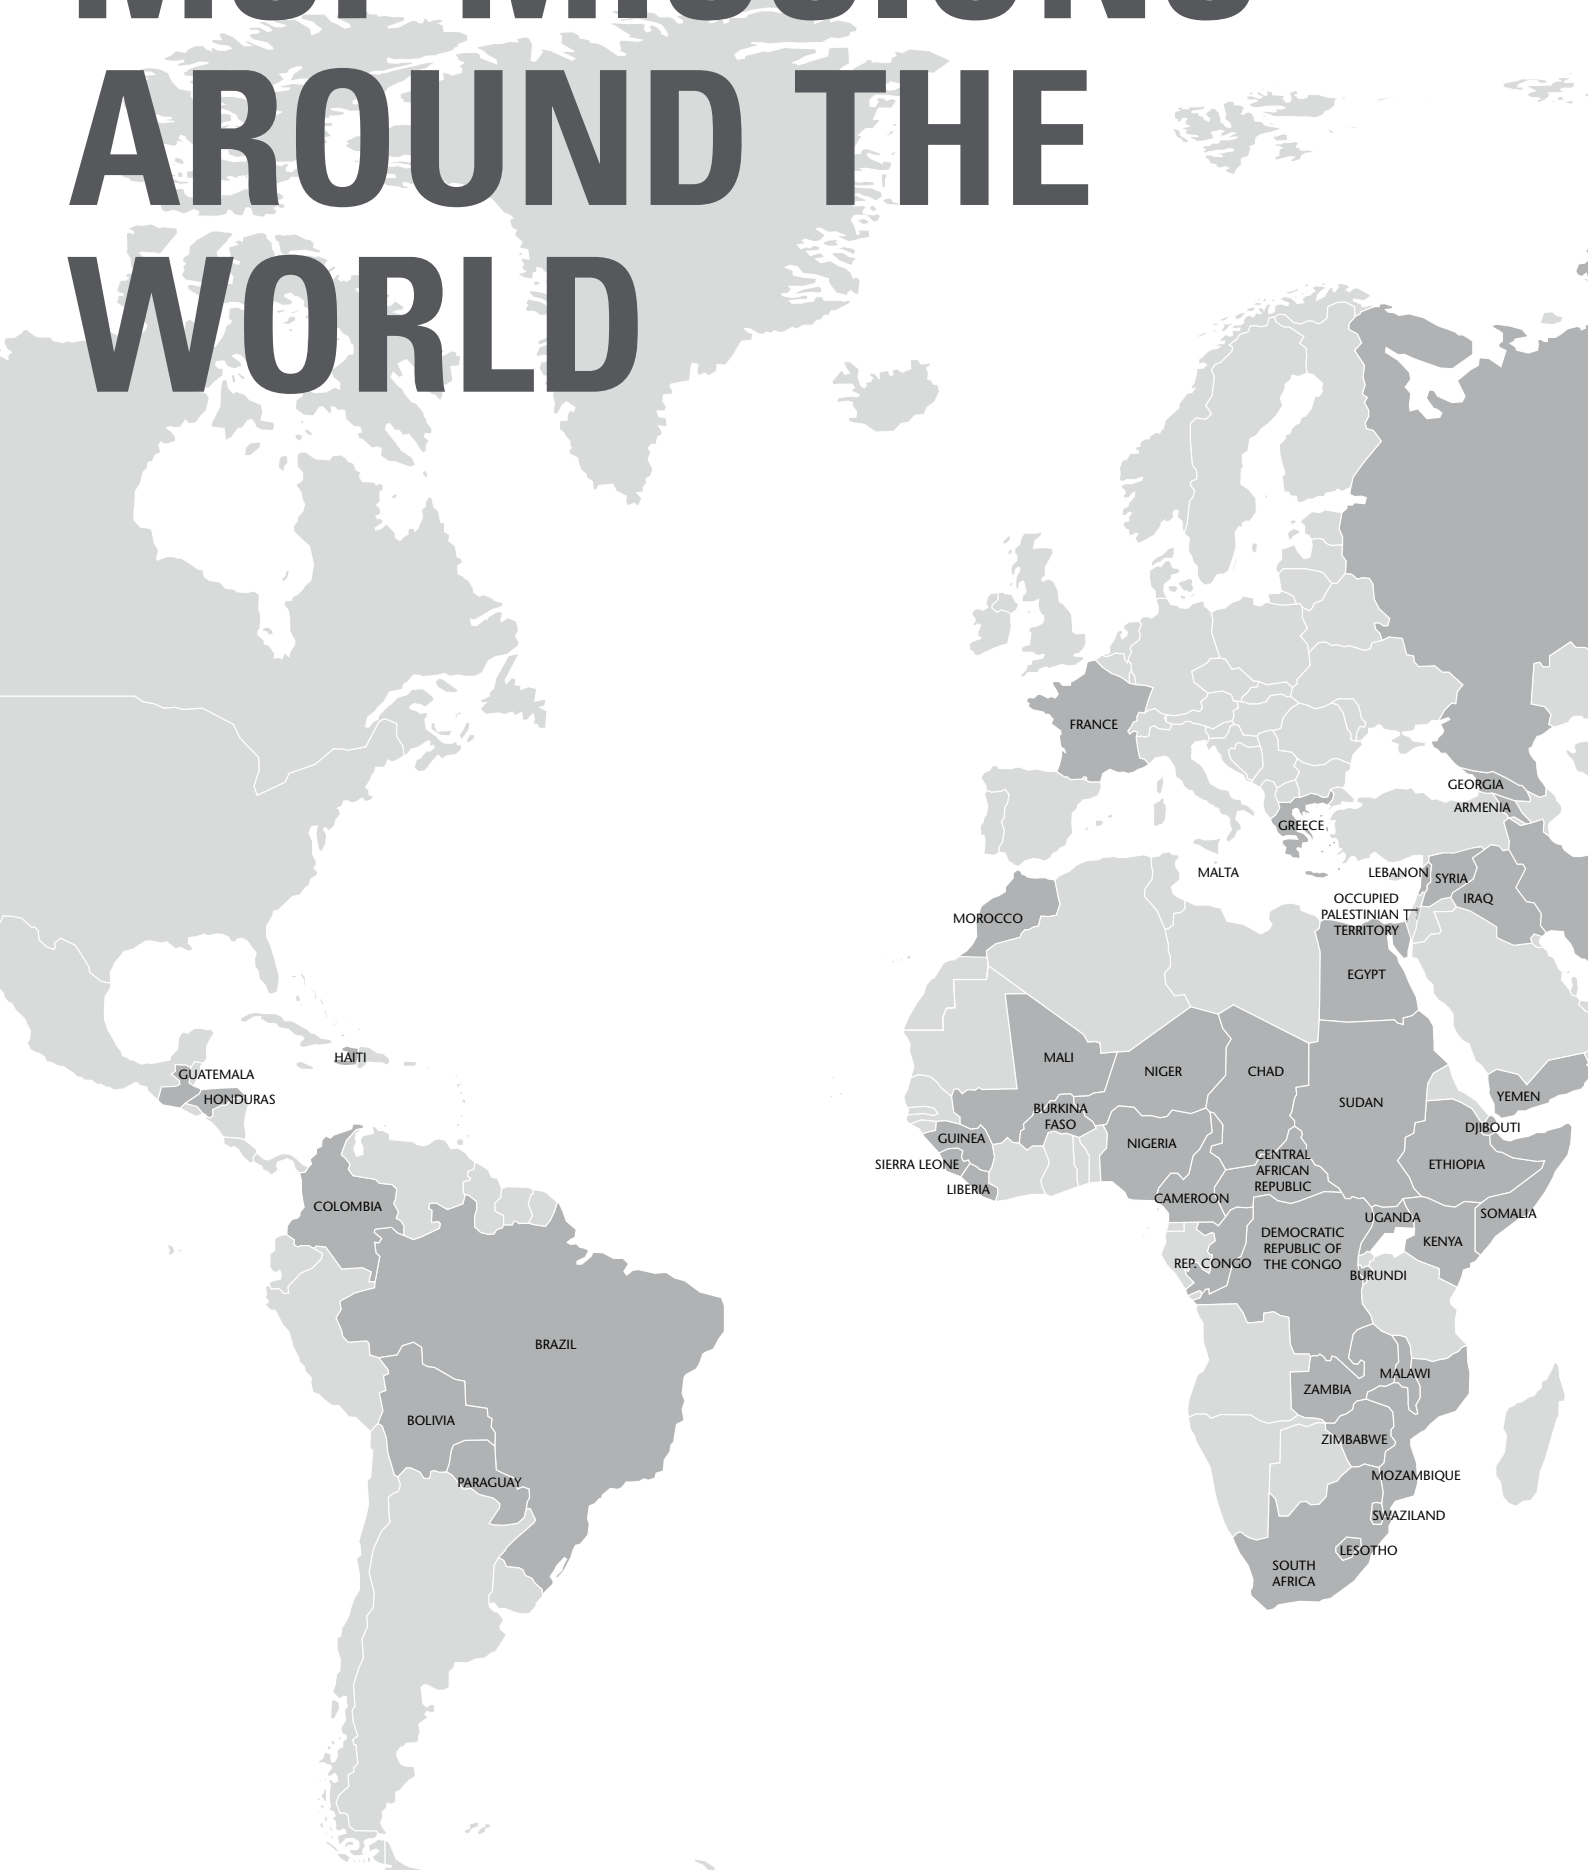 MSF MISSIONS
AROUND THE
WORLD
FRANCE
GEORGIA
ARMENIA
GREECE
MALTA
LEBANON
SYRIA
IRAQ
OCCUPIED
PALESTINIAN
TERRITORY
MOROCCO
EGYPT
HAITI
GUATEMALA
HONDURAS
MALI
NIGER
CHAD
SUDAN
YEMEN
BURKINA
FASO
DJIBOUTI
GUINEA
NIGERIA
SIERRA LEONE
CENTRAL
AFRICAN
REPUBLIC
ETHIOPIA
LIBERIA
CAMEROON
COLOMBIA
UGANDA
SOMALIA
DEMOCRATIC
REPUBLIC OF
THE CONGO
KENYA
REP. CONGO
BURUNDI
BRAZIL
MALAWI
ZAMBIA
BOLIVIA
ZIMBABWE
PARAGUAY
MOZAMBIQUE
SWAZILAND
LESOTHO
SOUTH
AFRICA